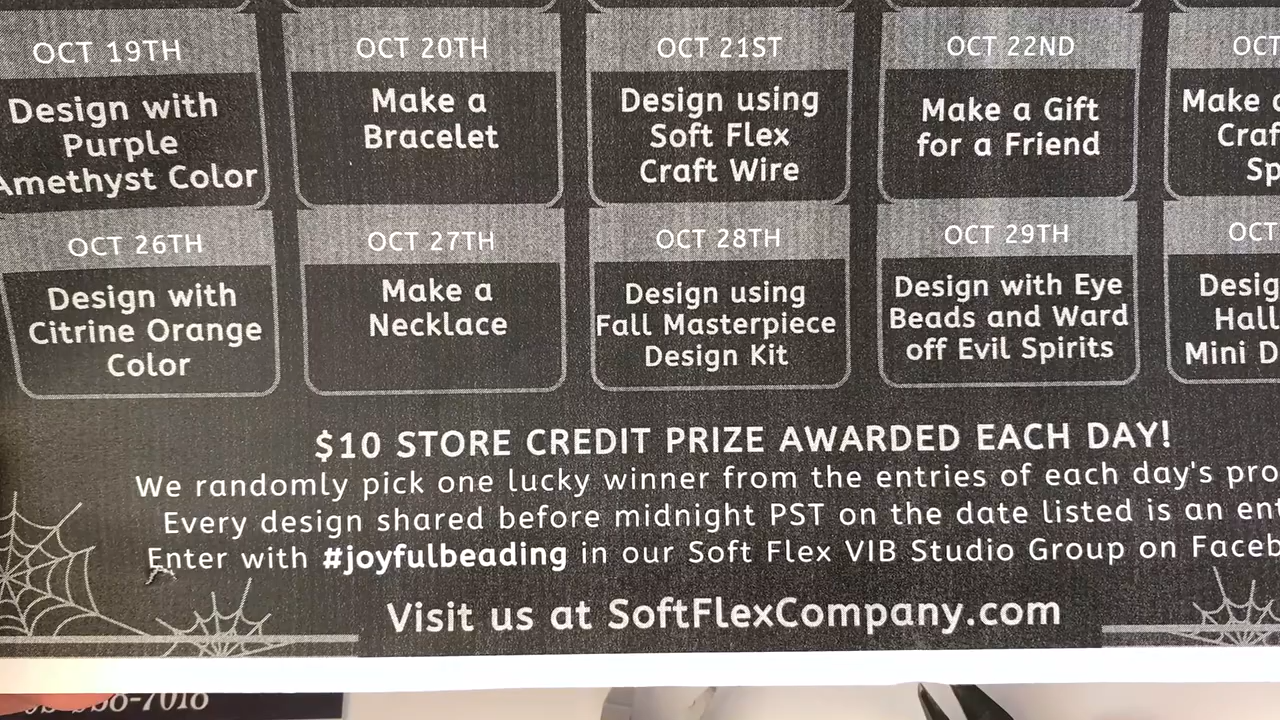 OCT 19TH
Design with
Purple
Amethyst Color
OCT 20TH
Make a
Bracelet
OCT 21ST
Design using
Soft Flex
Craft Wire
OCT 22ND
Make a Gift
for a Friend
OCT
Make
OCT 26TH
Design with
Citrine Orange
Color
OCT 27TH
Make a
Necklace
OCT 28TH
Design using
Fall Masterpiece
Design Kit
OCT 29TH
Design with Eye
Beads and Ward
off Evil Spirits
OCT
Mini
$10 STORE CREDIT PRIZE AWARDED EACH DAY!
We randomly pick one lucky winner from the entries of each day's
Every design shared before midnight PST on the date listed is an
Enter with #joyfulbeading in our Soft Flex VIB Studio Group on
Visit us at SoftFlexCompany.com